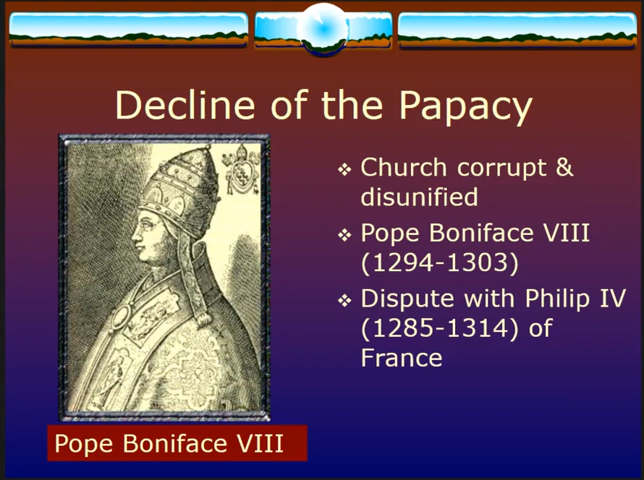 Decline of the Papacy
Church corrupt &
disunified
Pope Boniface VIII
(1294-1303)
Dispute with Philip IV
(1285-1314) of
France
Pope Boniface VIII